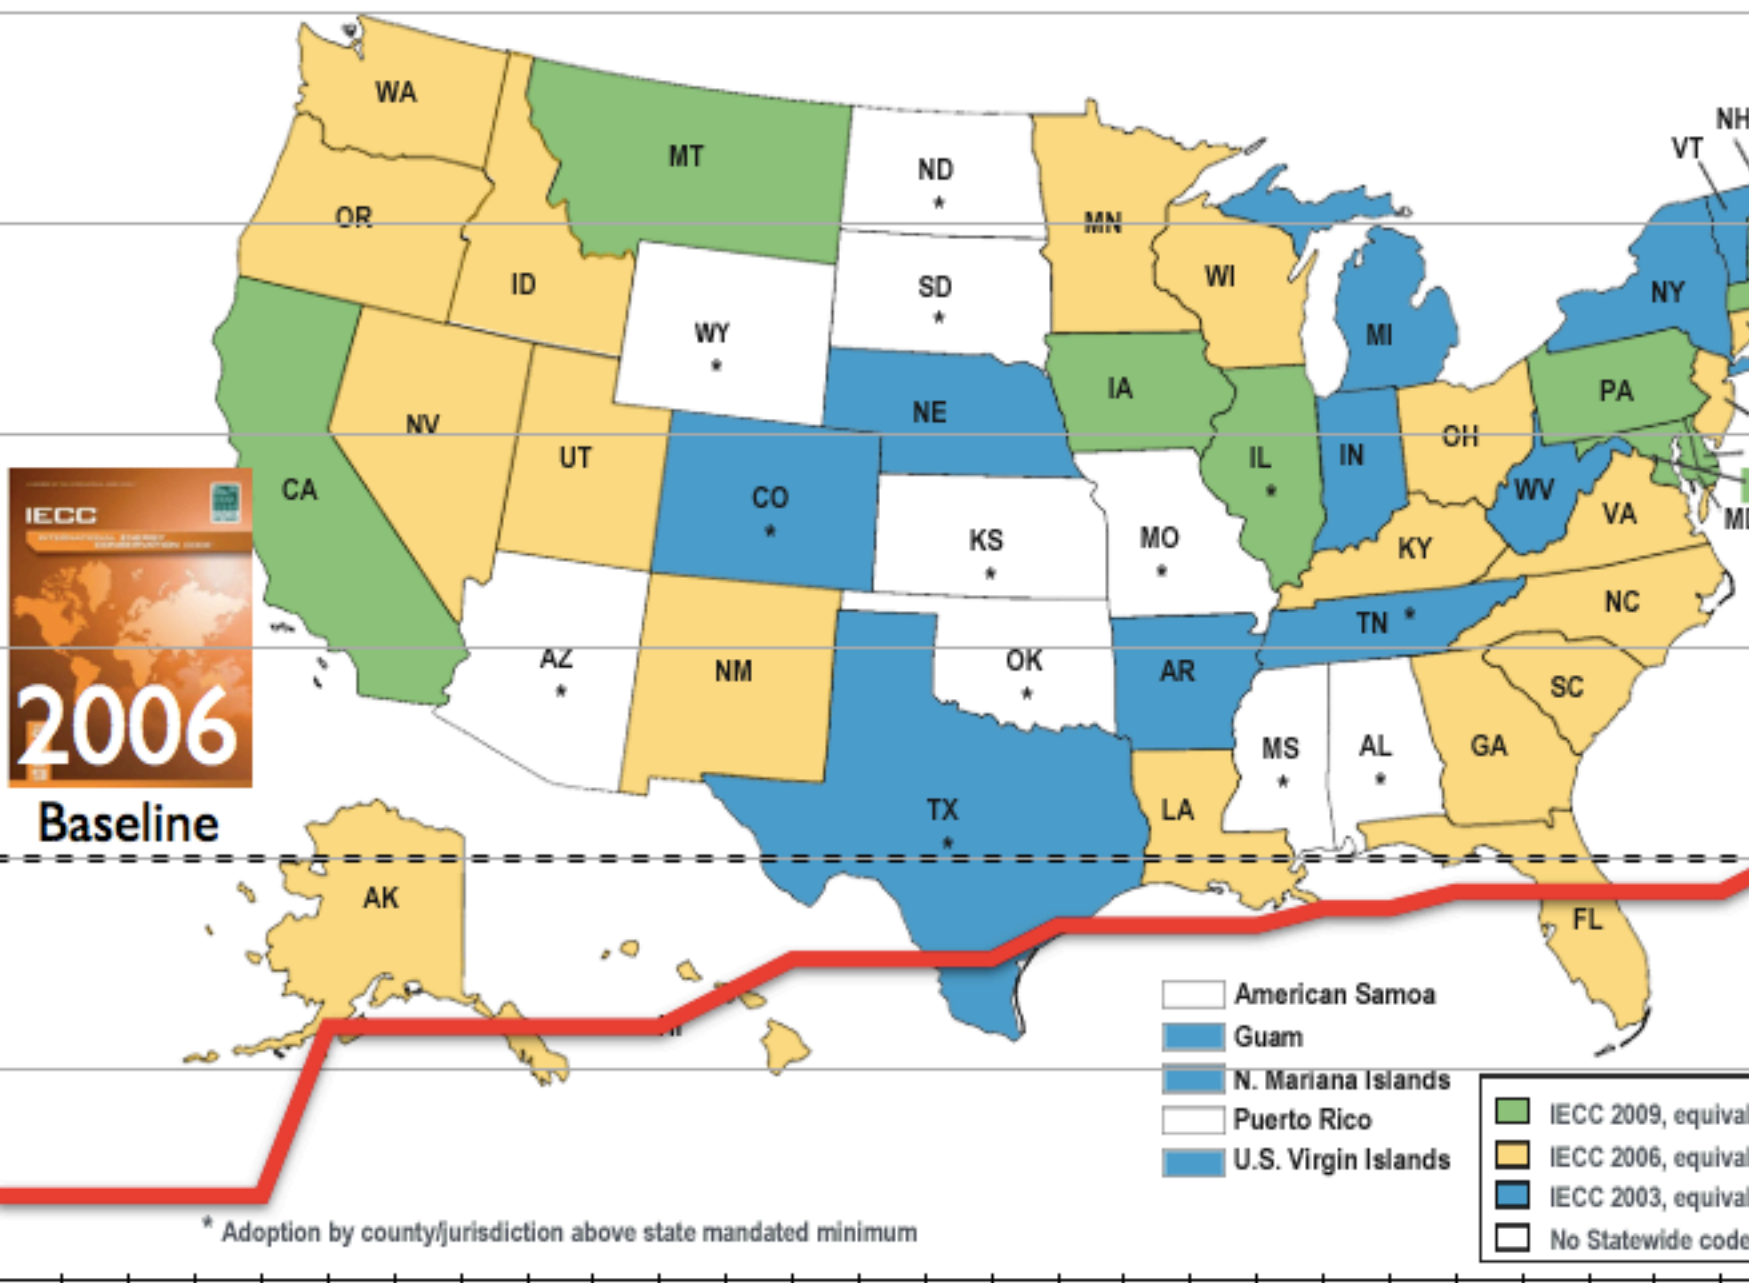 WA
MT
ND
*
NH
VT
OR
MN
ID
SD
*
WI
NY
WY
*
MI
IA
PA
NE
NV
OH
UT
IL
*
IN
CA
CO
*
WV
VA
IECC
KS
*
MO
*
KY
NC
TN *
AZ
*
NM
OK
*
AR
SC
2006
MS
*
AL
*
GA
Baseline
TX
*
LA
AK
FL
American Samoa
Guam
N. Mariana Islands
Puerto Rico
U.S. Virgin Islands
IECC 2009, equival
IECC 2006, equival
IECC 2003, equival
No Statewide code
* Adoption by county/jurisdiction above state mandated minimum